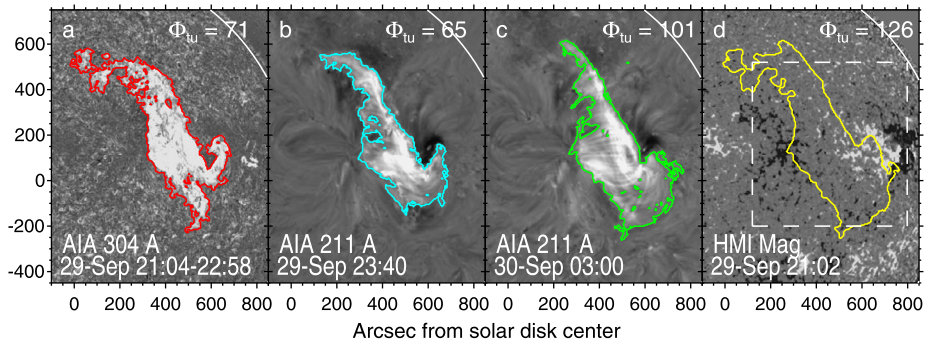 a Φtu = 71 b Φtu = 65 c Φtu = 101 d Φtu = 126
600
400
200
0
-200
-400
AIA 304 A AIA 211 A AIA 211 A HMI Mag
29-Sep 21:04-22:58 29-Sep 23:40 30-Sep 03:00 29-Sep 21:02
0 200 400 600 800 0 200 400 600 800 0 200 400 600 800 0 200 400 600 800
Arcsec from solar disk center